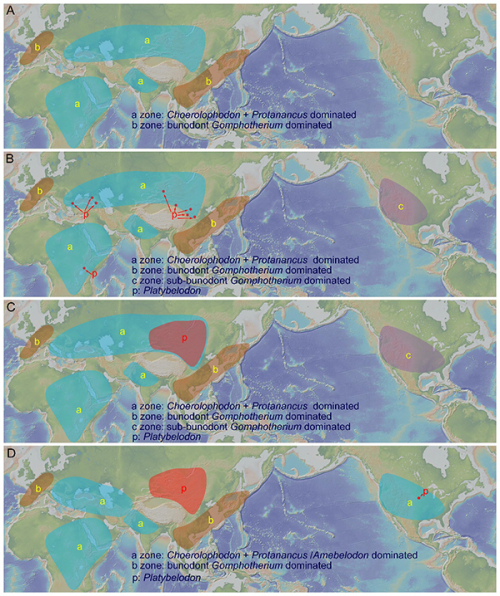 A
b
a
a
a
b
a zone: Choerolophodon + Protanancus dominated
b zone: bunodont Gomphotherium dominated
B
b
a
p
p
c
a
a
b
p
a zone: Choerolophodon + Protanancus dominated
b zone: bunodont Gomphotherium dominated
c zone: sub-bunodont Gomphotherium dominated
p: Platybelodon
C
b
a
p
c
a
a
b
a zone: Choerolophodon + Protanancus dominated
b zone: bunodont Gomphotherium dominated
c zone: sub-bunodont Gomphotherium dominated
p: Platybelodon
D
b
a
p
p
a
a
a
b
a zone: Choerolophodon + Protanancus /Amebelodon dominated
b zone: bunodont Gomphotherium dominated
p: Platybelodon